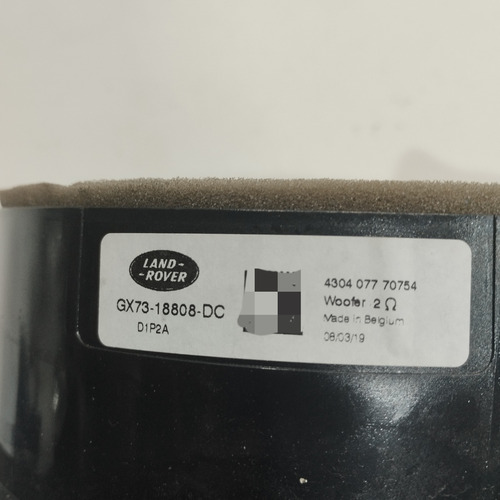 LAND-
-ROVER
GX73-18808-DC
D1P2A
4304 077 70754
Woofer 2 Ω
Made in Belgium
08/03/19